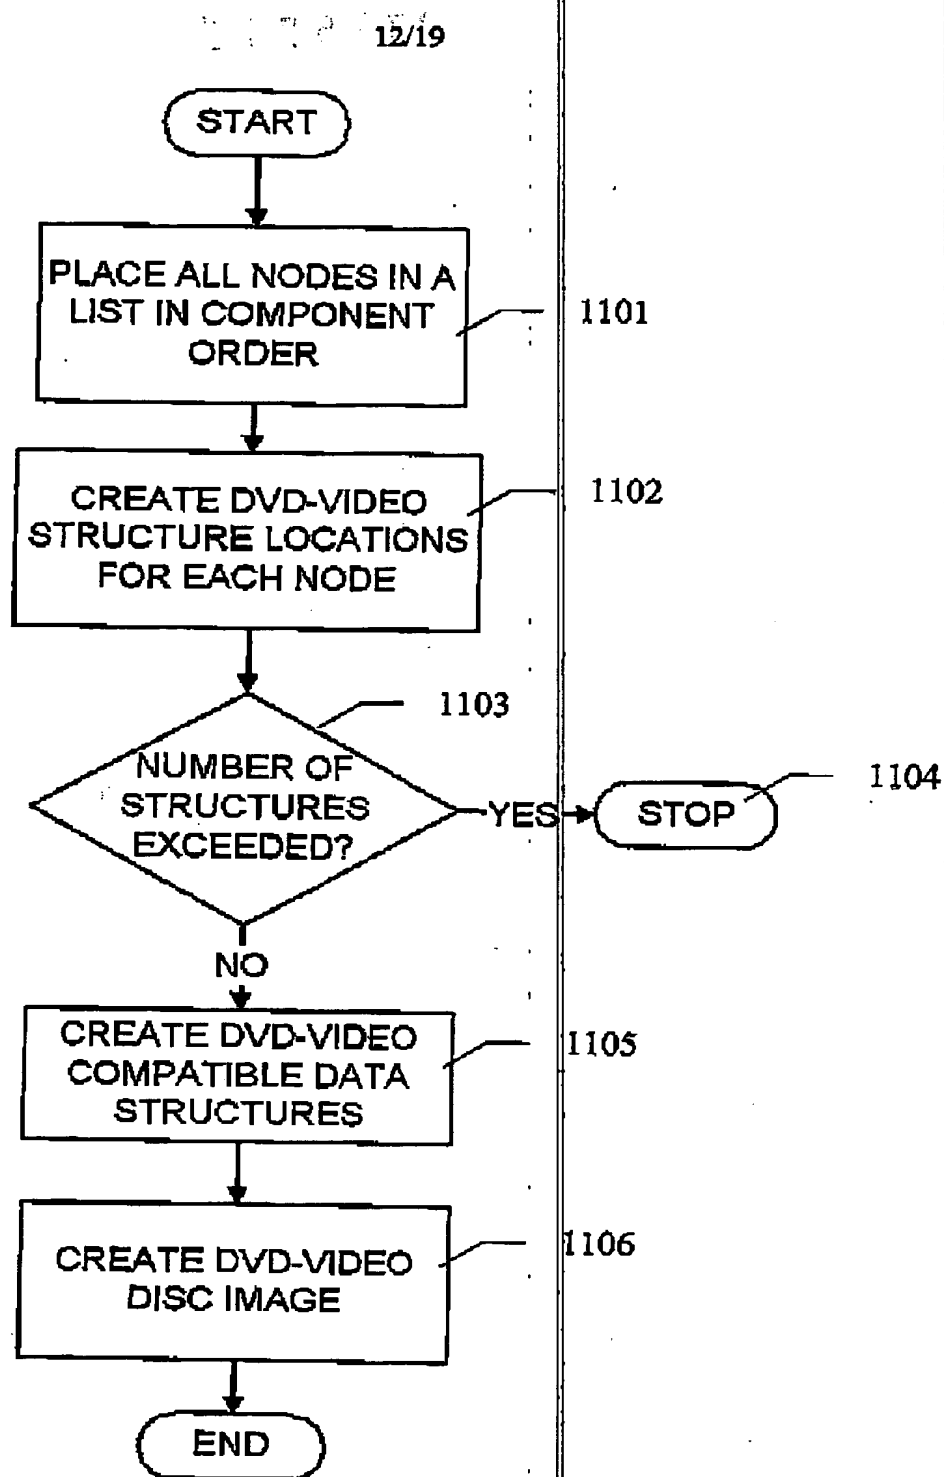 12/19
START
PLACE ALL NODES IN A
LIST IN COMPONENT
ORDER
1101
CREATE DVD-VIDEO
STRUCTURE LOCATIONS
FOR EACH NODE
1102
1103
NUMBER OF
STRUCTURES
EXCEEDED?
YES
STOP
1104
NO
CREATE DVD-VIDEO
COMPATIBLE DATA
STRUCTURES
1105
CREATE DVD-VIDEO
DISC IMAGE
1106
END